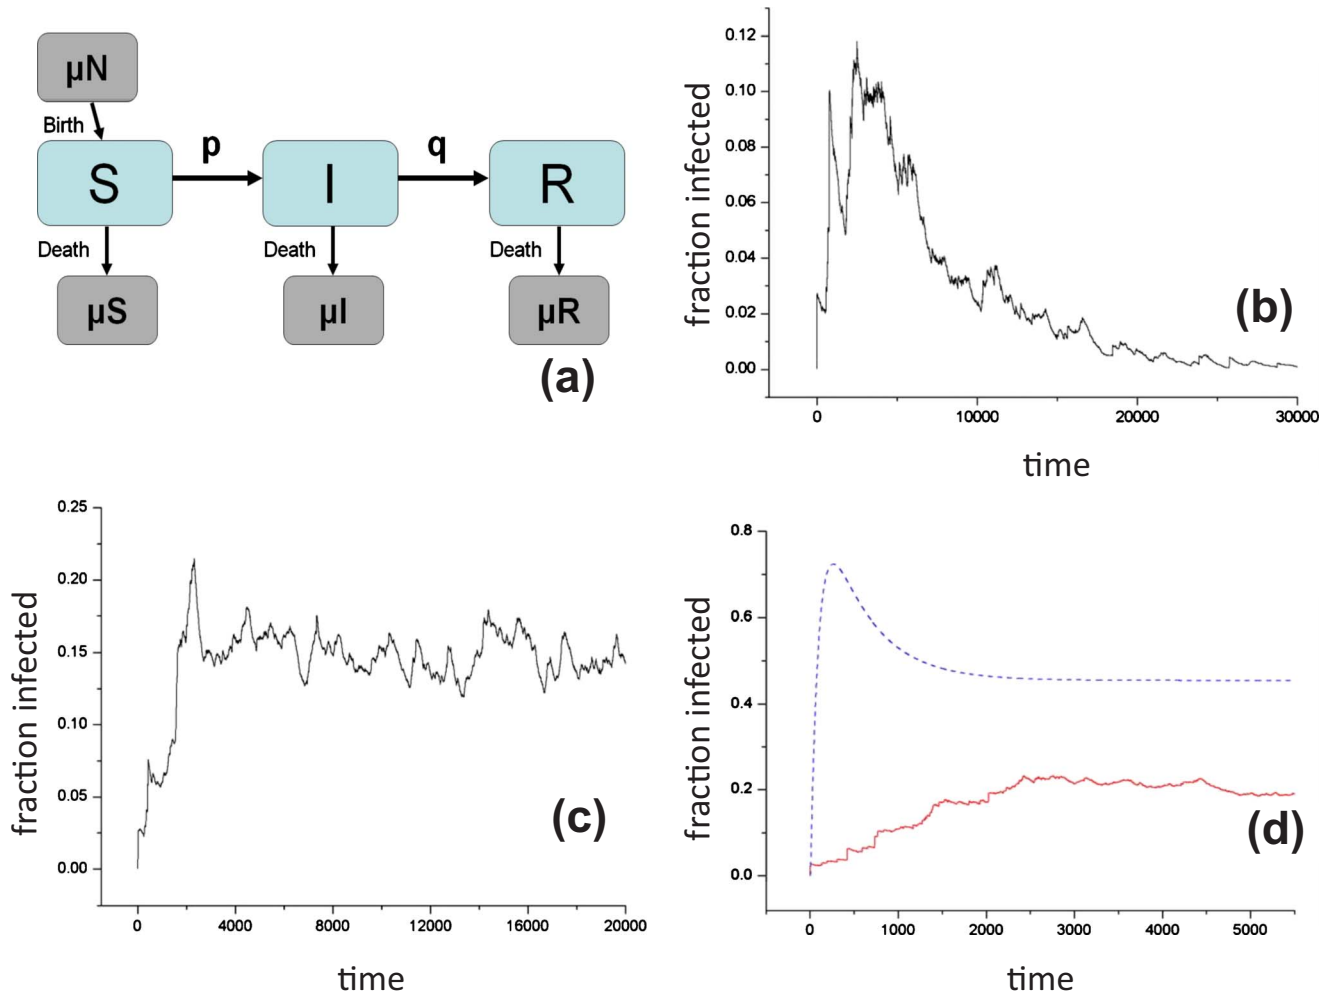 μN
Birth
p
q
S
I
R
Death
Death
Death
μS
μI
μR
(a)
0.12
0.10
0.08
0.06
0.04
0.02
0.00
fraction infected
(b)
0
10000
20000
30000
time
0.25
0.20
0.15
0.10
0.05
0.00
fraction infected
(c)
0
4000
8000
12000
16000
20000
time
0.8
0.6
0.4
0.2
0.0
fraction infected
(d)
0
1000
2000
3000
4000
5000
time